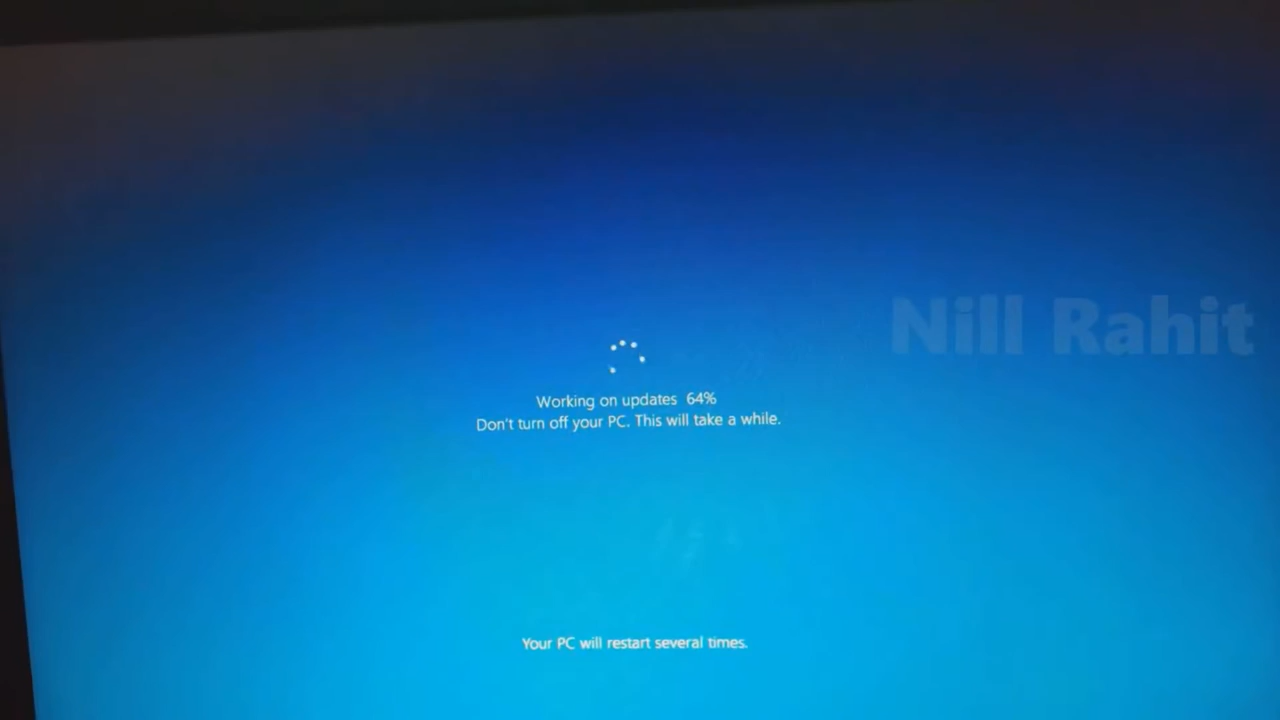 Nill Rahit
Working on updates 64%
Don't turn off your PC. This will take a while.
Your PC will restart several times.